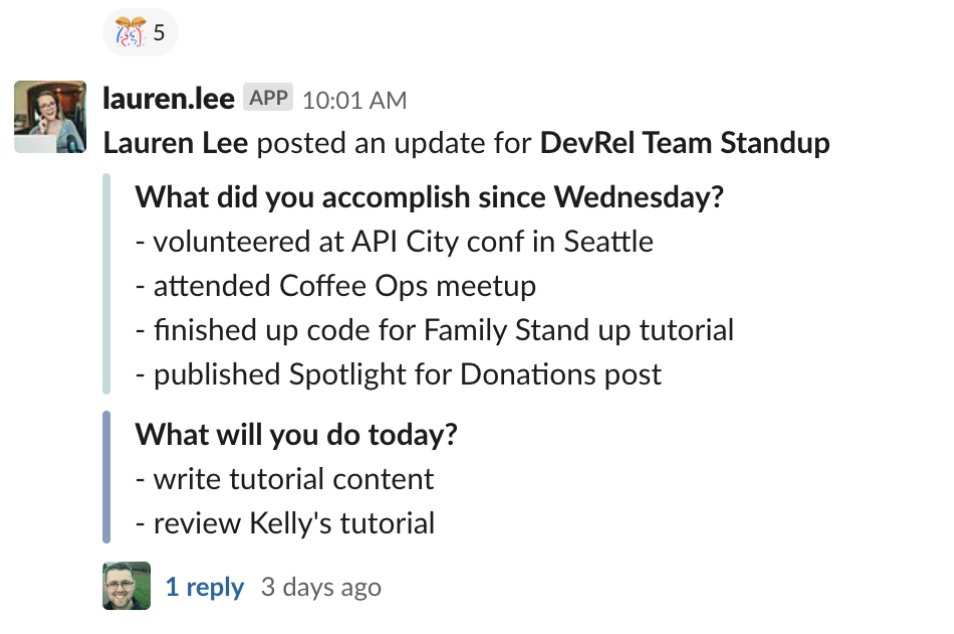 5
lauren.lee APP 10:01 AM
Lauren Lee posted an update for DevRel Team Standup
What did you accomplish since Wednesday?
- volunteered at API City conf in Seattle
- attended Coffee Ops meetup
- finished up code for Family Stand up tutorial
- published Spotlight for Donations post
What will you do today?
- write tutorial content
- review Kelly's tutorial
1 reply 3 days ago